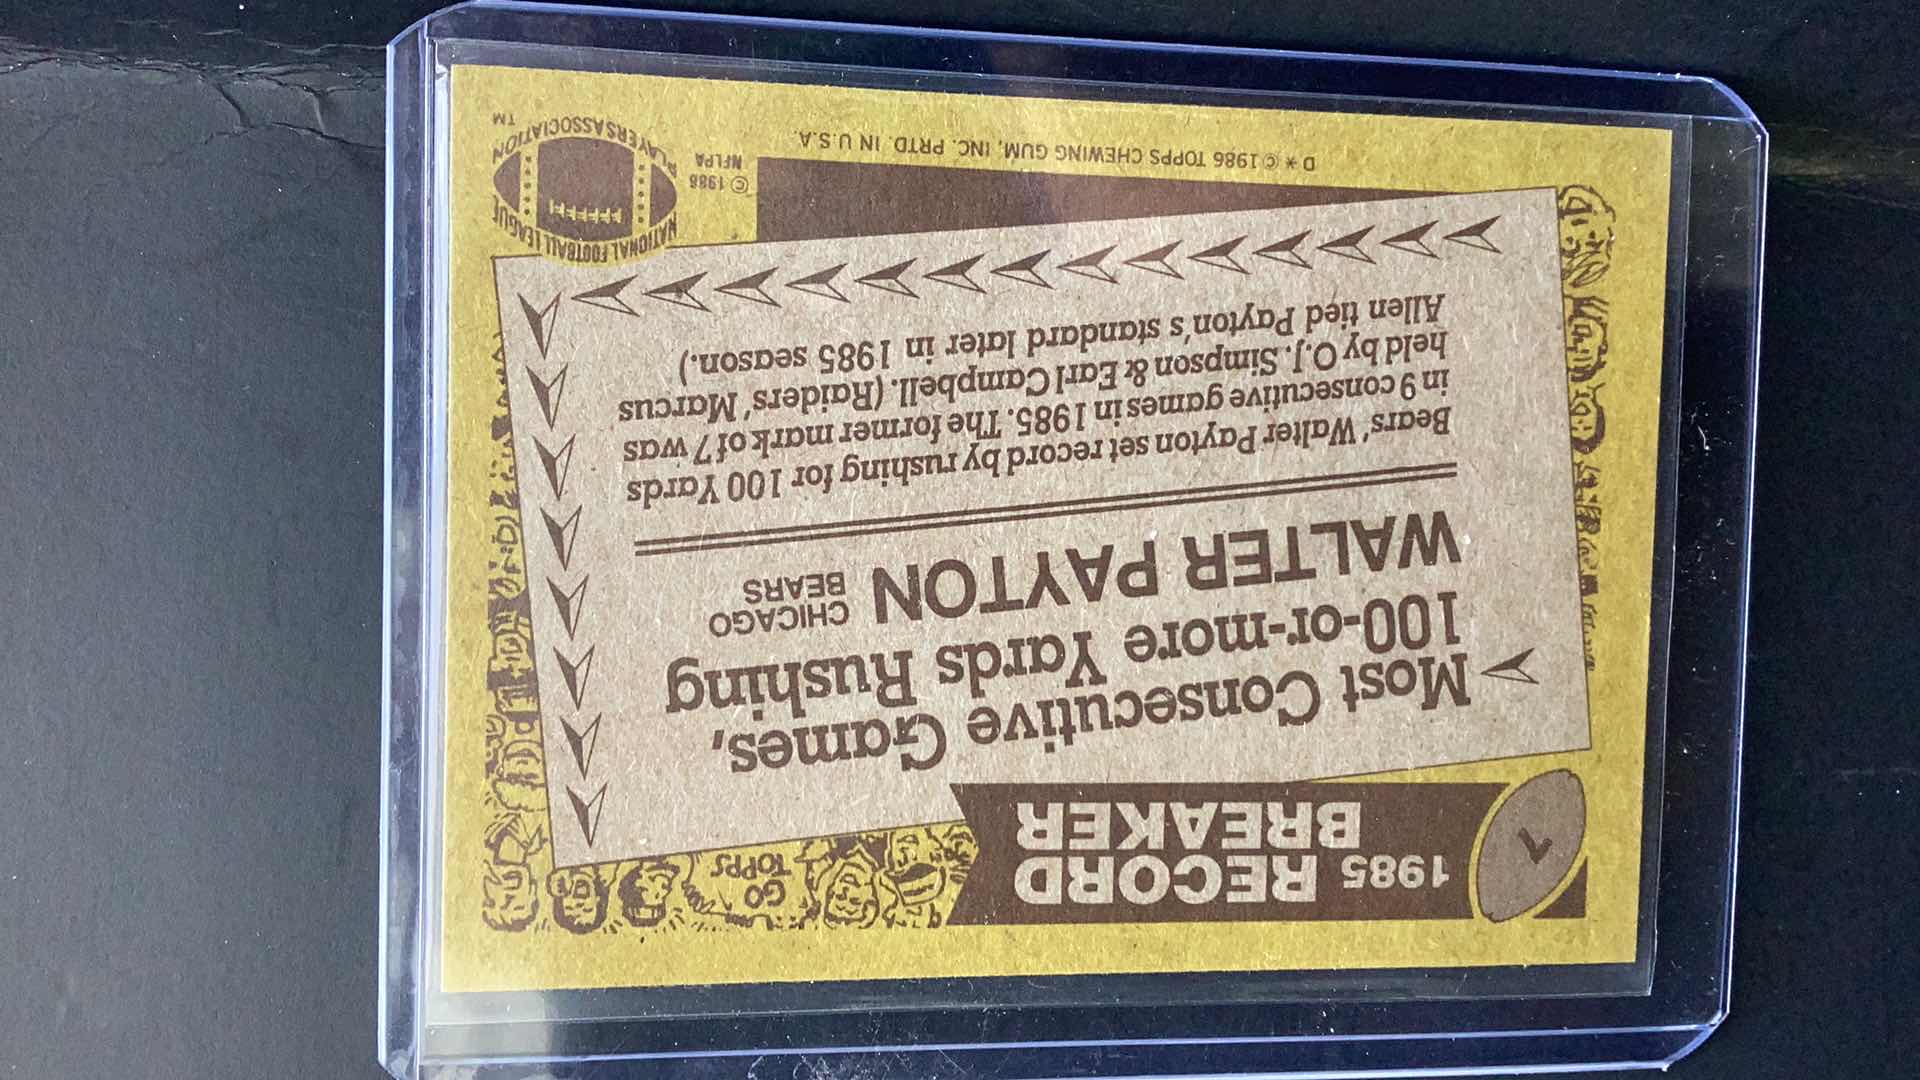 7
1985 RECORD
BREAKER
GO
TOPPS
Most Consecutive Games,
100-or-more Yards Rushing
WALTER PAYTON
CHICAGO
BEARS
Bears' Walter Payton set record by rushing for 100 Yards
in 9 consecutive games in 1985. The former mark of 7 was
held by O.J. Simpson & Earl Campbell. (Raiders' Marcus
Allen tied Payton's standard later in 1985 season.)
D * © 1986 TOPPS CHEWING GUM, INC. PRTD. IN U.S.A.
© 1986
NFLPA
NATIONAL FOOTBALL LEAGUE
PLAYERS ASSOCIATION
TM